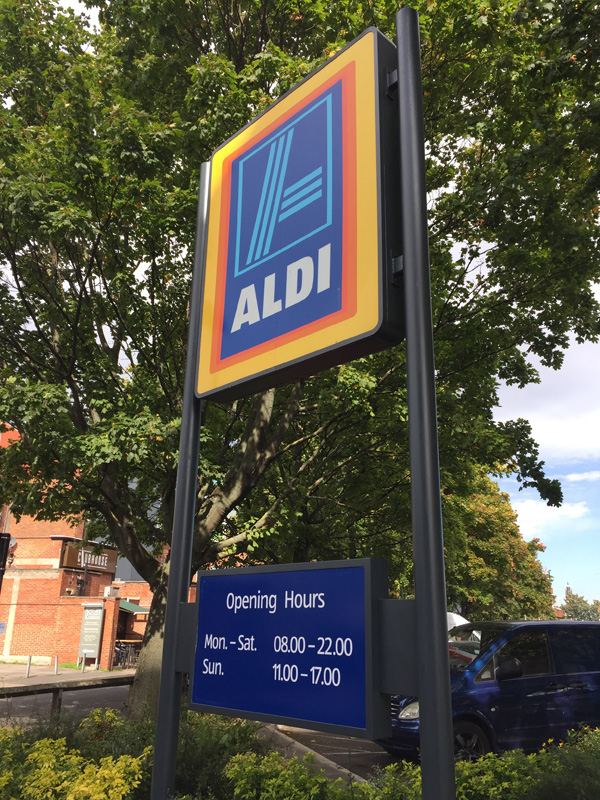 ALDI
Opening Hours
Mon. – Sat. 08.00 – 22.00
Sun. 11.00 – 17.00